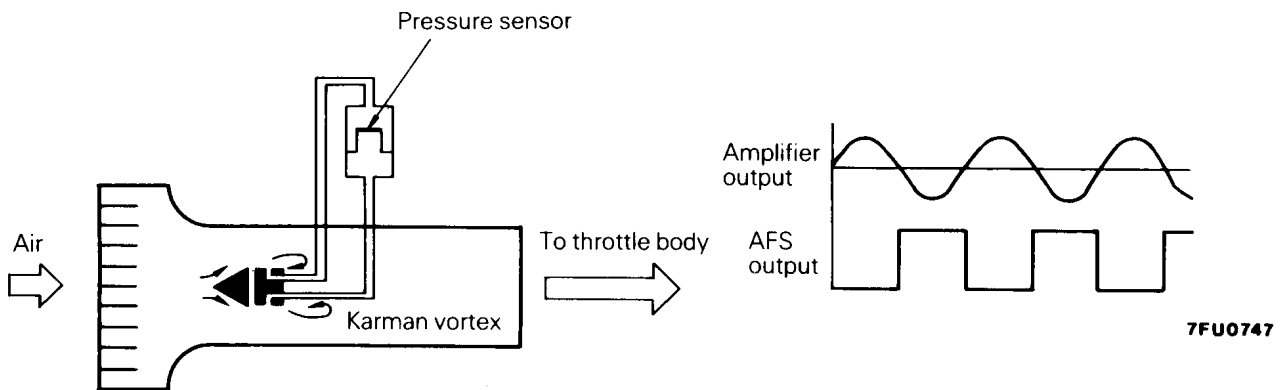 Pressure sensor
Air
Karman vortex
To throttle body
Amplifier
output
AFS
output
7FU0747